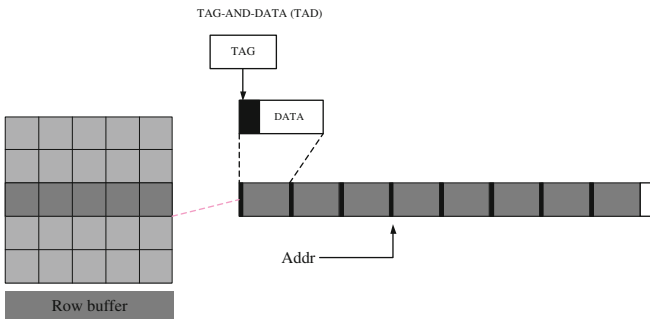 TAG-AND-DATA (TAD)
TAG
DATA
Addr
Row buffer